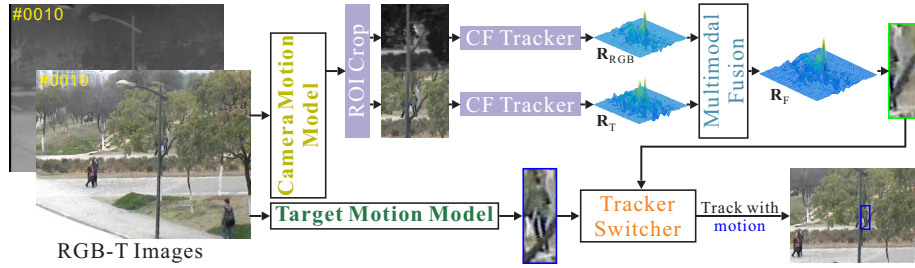 #0010
#0010
RGB-T Images
Camera Motion
Model
ROI Crop
CF Tracker
CF Tracker
R_RGB
R_T
Multimodal
Fusion
R_F
Target Motion Model
Tracker
Switcher
Track with
motion